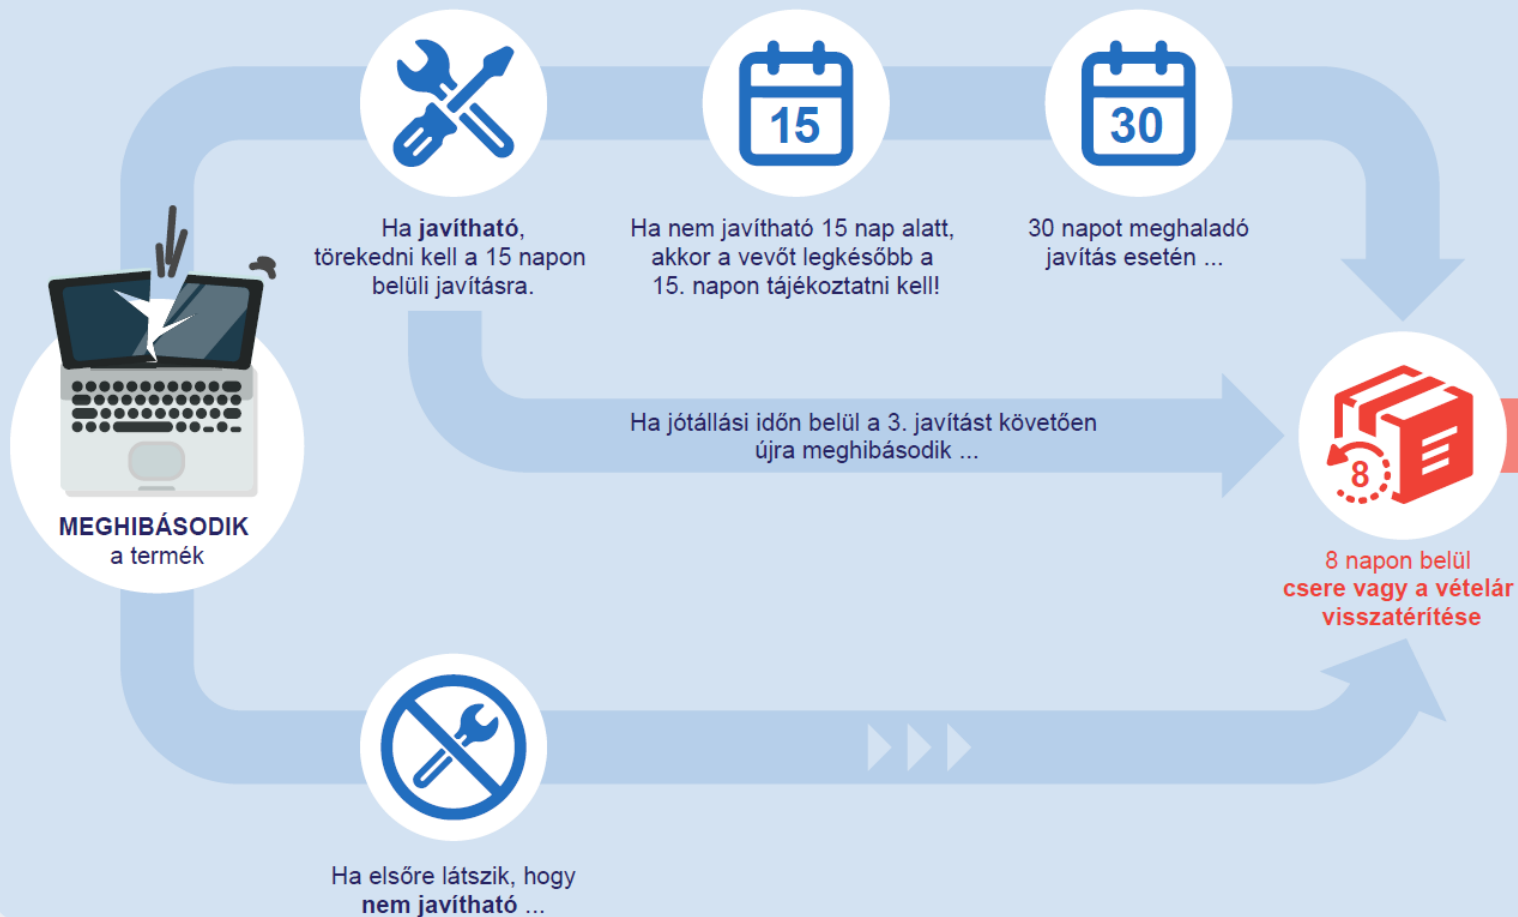 15
30
Ha javítható,
törekedni kell a 15 napon
belüli javításra.
Ha nem javítható 15 nap alatt,
akkor a vevőt legkésőbb a
15. napon tájékoztatni kell!
30 napot meghaladó
javítás esetén ...
Ha jótállási időn belül a 3. javítást követően
újra meghibásodik ...
MEGHIBÁSODIK
a termék
8
8 napon belül
csere vagy a vételár
visszatérítése
Ha elsőre látszik, hogy
nem javítható ...